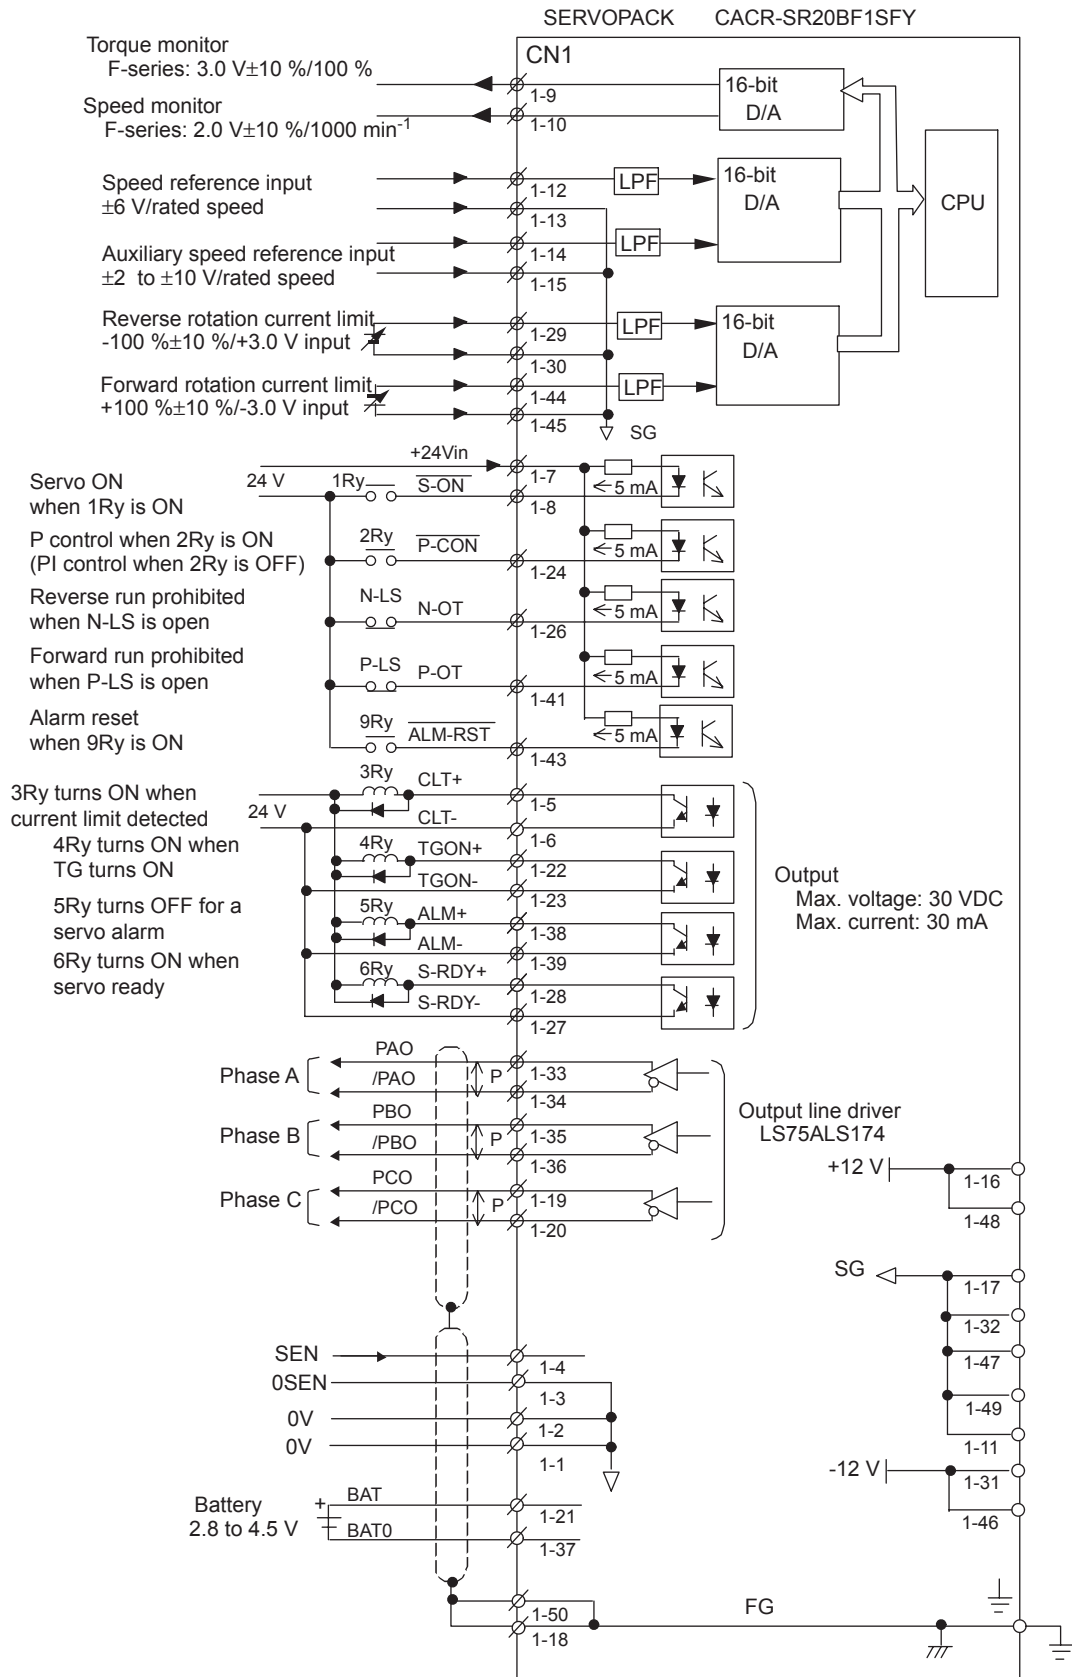 SERVOPACK CACR-SR20BF1SFY
CN1
Torque monitor
F-series: 3.0 V±10 %/100 %
1-9
Speed monitor
F-series: 2.0 V±10 %/1000 min-1
1-10
16-bit
D/A
CPU
Speed reference input
±6 V/rated speed
1-12
LPF
1-13
16-bit
D/A
Auxiliary speed reference input
±2 to ±10 V/rated speed
1-14
LPF
1-15
Reverse rotation current limit
-100 %±10 %/+3.0 V input
1-29
LPF
1-30
16-bit
D/A
Forward rotation current limit
+100 %±10 %/-3.0 V input
1-44
LPF
1-45
SG
+24Vin
1-7
Servo ON
when 1Ry is ON
24 V
1Ry
S-ON
1-8
5 mA
P control when 2Ry is ON
(PI control when 2Ry is OFF)
2Ry
P-CON
1-24
5 mA
Reverse run prohibited
when N-LS is open
N-LS
N-OT
1-26
5 mA
Forward run prohibited
when P-LS is open
P-LS
P-OT
1-41
5 mA
Alarm reset
when 9Ry is ON
9Ry
ALM-RST
1-43
5 mA
3Ry turns ON when
current limit detected
24 V
3Ry
CLT+
1-5
CLT-
1-6
4Ry turns ON when
TG turns ON
4Ry
TGON+
1-22
TGON-
1-23
5Ry turns OFF for a
servo alarm
5Ry
ALM+
1-38
ALM-
1-39
6Ry turns ON when
servo ready
6Ry
S-RDY+
1-28
S-RDY-
1-27
Output
Max. voltage: 30 VDC
Max. current: 30 mA
Phase A
PAO
1-33
/PAO
P
1-34
Phase B
PBO
1-35
/PBO
P
1-36
Phase C
PCO
1-19
/PCO
P
1-20
Output line driver
LS75ALS174
+12 V
1-16
1-48
SG
1-17
1-32
1-47
1-49
1-11
-12 V
1-31
1-46
SEN
1-4
0SEN
1-3
0V
1-2
0V
1-1
Battery
2.8 to 4.5 V
+
BAT
1-21
BAT0
1-37
1-50
1-18
FG